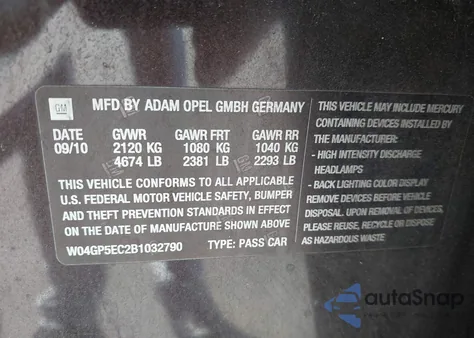 GM
MFD BY ADAM OPEL GMBH GERMANY
DATE GVWR GAWR FRT GAWR RR
09/10 2120 KG 1080 KG 1040 KG
4674 LB 2381 LB 2293 LB
THIS VEHICLE CONFORMS TO ALL APPLICABLE
U.S. FEDERAL MOTOR VEHICLE SAFETY, BUMPER
AND THEFT PREVENTION STANDARDS IN EFFECT
ON THE DATE OF MANUFACTURE SHOWN ABOVE.
W04GP5EC2B1032790 TYPE: PASS CAR
THIS VEHICLE MAY INCLUDE MERCURY
CONTAINING DEVICES INSTALLED BY
THE MANUFACTURER:
- HIGH INTENSITY DISCHARGE
HEADLAMPS
- BACK LIGHTING COLOR DISPLAY
REMOVE DEVICES BEFORE VEHICLE
DISPOSAL. UPON REMOVAL OF DEVICES
PLEASE REUSE, RECYCLE OR DISPOSE
AS HAZARDOUS WASTE
autoSnap